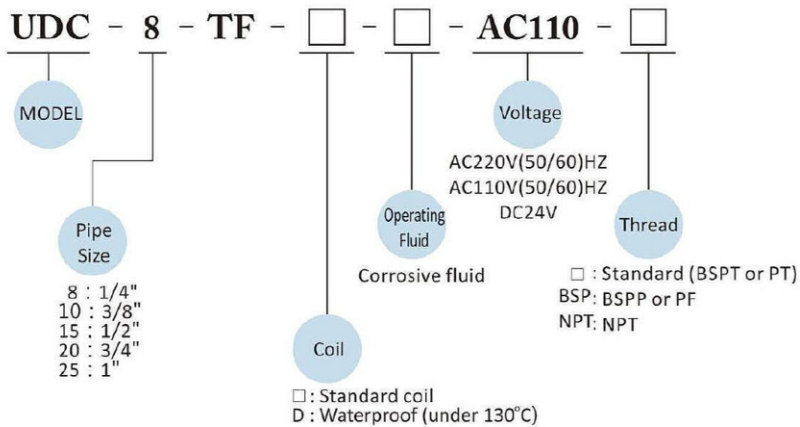 UDC - 8 - TF - □ - □ - AC110 - □
MODEL
Voltage
AC220V(50/60)HZ
AC110V(50/60)HZ
DC24V
Pipe
Size
8 : 1/4"
10 : 3/8"
15 : 1/2"
20 : 3/4"
25 : 1"
Operating
Fluid
Corrosive fluid
Thread
□ : Standard (BSPT or PT)
BSP: BSPP or PF
NPT: NPT
Coil
□ : Standard coil
D : Waterproof (under 130°C)